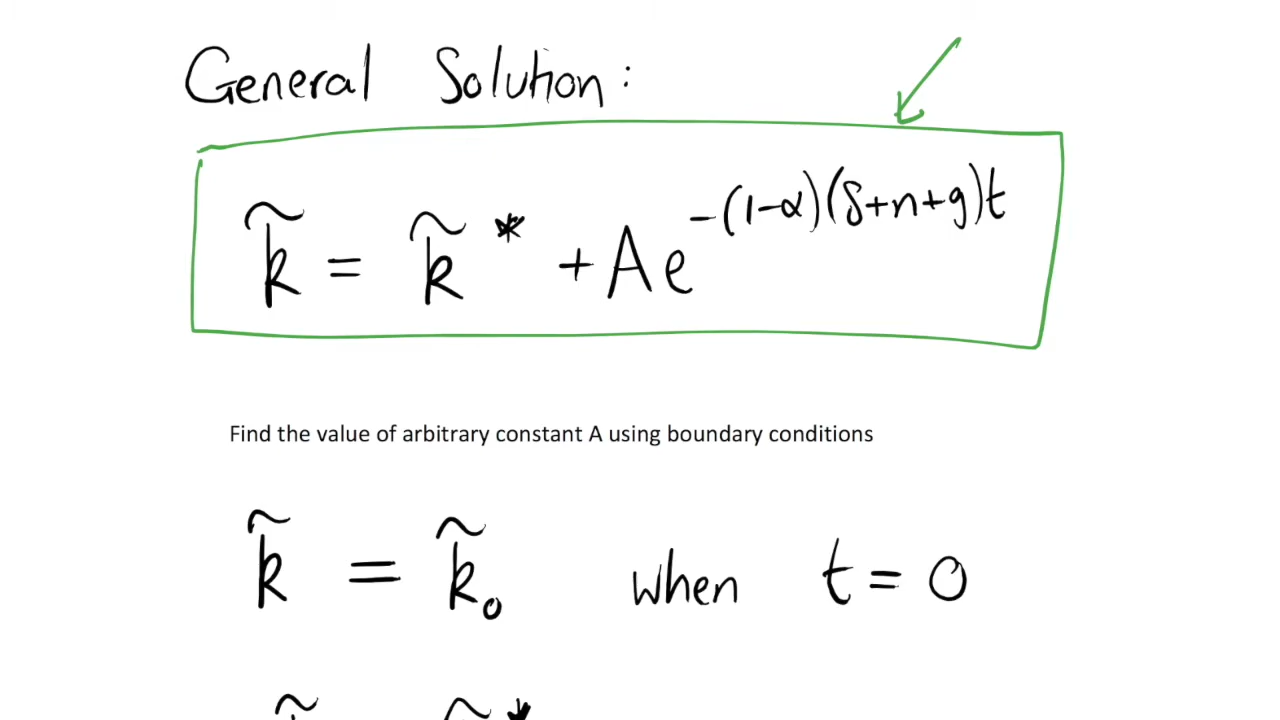 General Solution:
k̃ = k̃* + Ae^{-(1-α)(δ+n+g)t}
Find the value of arbitrary constant A using boundary conditions
k̃ = k̃₀ when t = 0